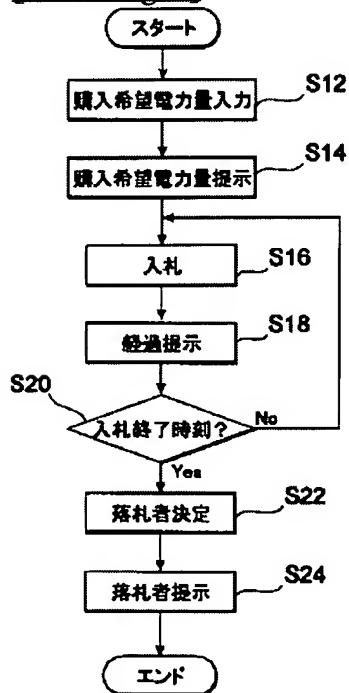 スタート
S12
購入希望電力量入力
S14
購入希望電力量提示
入札
S16
経過提示
S18
S20
入札終了時刻?
No
Yes
落札者決定
S22
落札者提示
S24
エンド